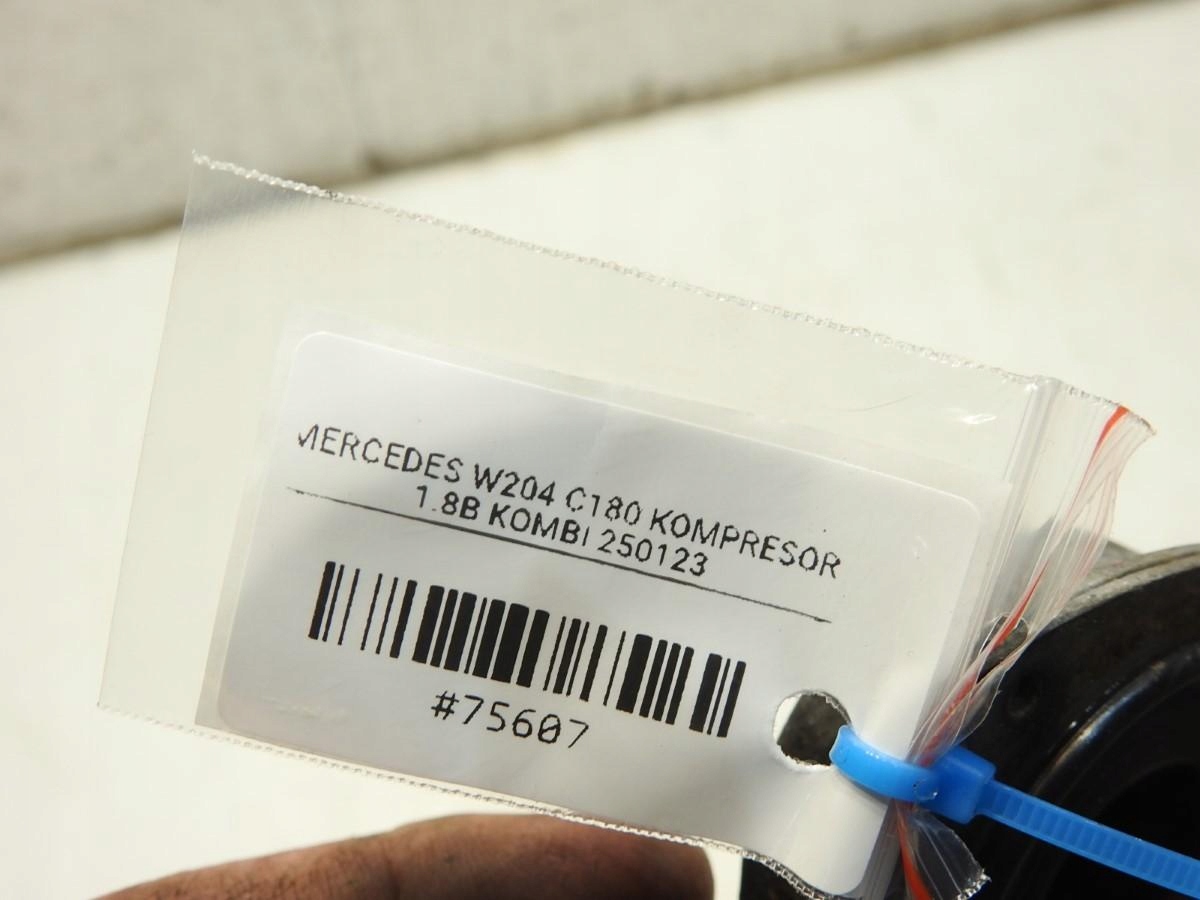 MERCEDES W204 C180 KOMPRESOR
1.8B KOMBI 250123
#75607